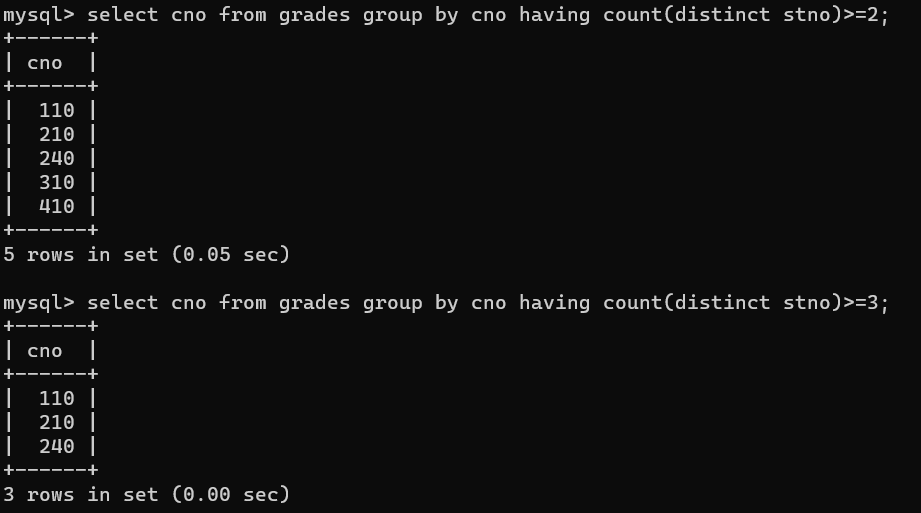 mysql> select cno from grades group by cno having count(distinct stno)>=2;
+------+
| cno  |
+------+
|  110 |
|  210 |
|  240 |
|  310 |
|  410 |
+------+
5 rows in set (0.05 sec)

mysql> select cno from grades group by cno having count(distinct stno)>=3;
+------+
| cno  |
+------+
|  110 |
|  210 |
|  240 |
+------+
3 rows in set (0.00 sec)